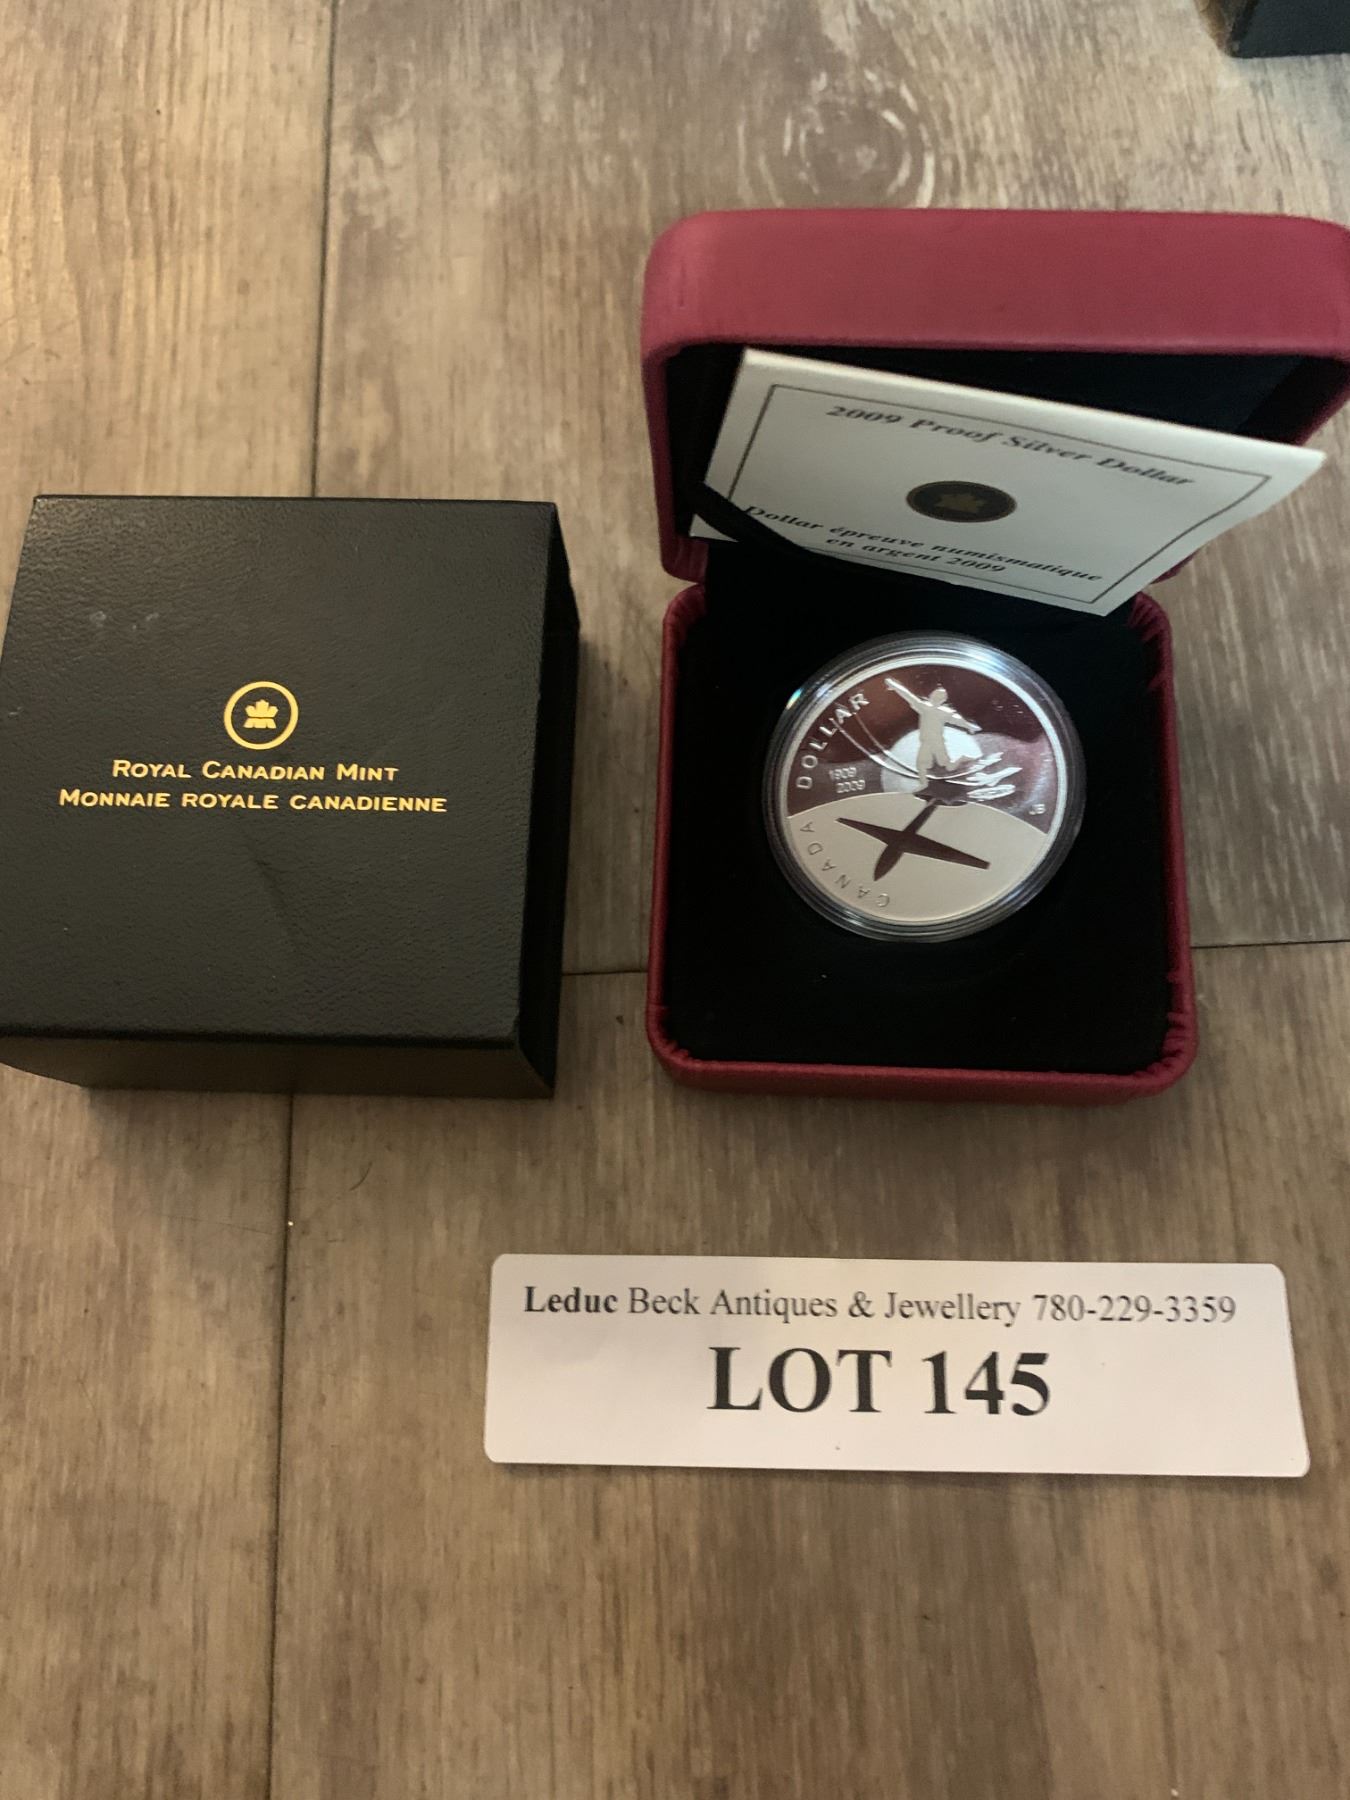 2009 Proof Silver Dollar
Dollar épreuve numismatique
en argent 2009
ROYAL CANADIAN MINT
MONNAIE ROYALE CANADIENNE
DOLLAR
1909
2009
JB
CANADA
Leduc Beck Antiques & Jewellery 780-229-3359
LOT 145